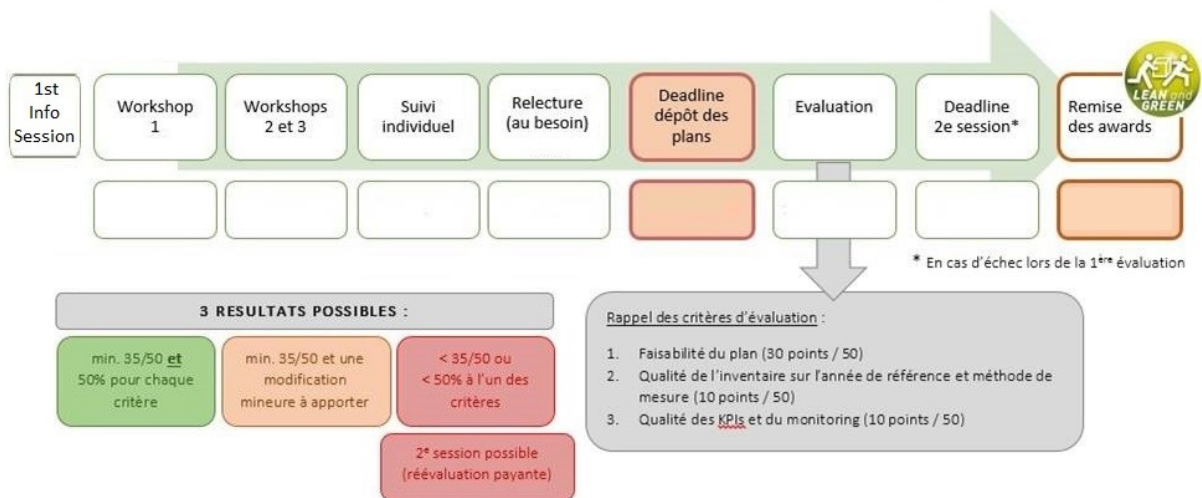 1st
Info
Session
Workshop
1
Workshops
2 et 3
Suivi
individuel
Relecture
(au besoin)
Deadline
dépôt des
plans
Evaluation
Deadline
2e session*
Remise
des awards
LEAN and
GREEN
* En cas d'échec lors de la 1ère évaluation
3 RESULTATS POSSIBLES :
min. 35/50 et
50% pour chaque
critère
min. 35/50 et une
modification
mineure à apporter
< 35/50 ou
< 50% à l'un des
critères
2e session possible
(réévaluation payante)
Rappel des critères d'évaluation :
1. Faisabilité du plan (30 points / 50)
2. Qualité de l'inventaire sur l'année de référence et méthode de
mesure (10 points / 50)
3. Qualité des KPIs et du monitoring (10 points / 50)